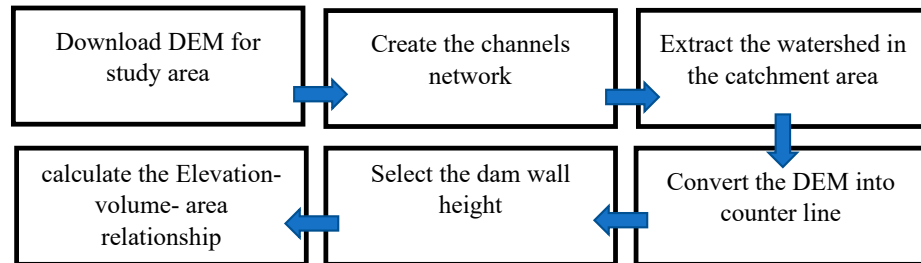 Download DEM for
study area
Create the channels
network
Extract the watershed in
the catchment area
Convert the DEM into
counter line
Select the dam wall
height
calculate the Elevation-
volume- area
relationship